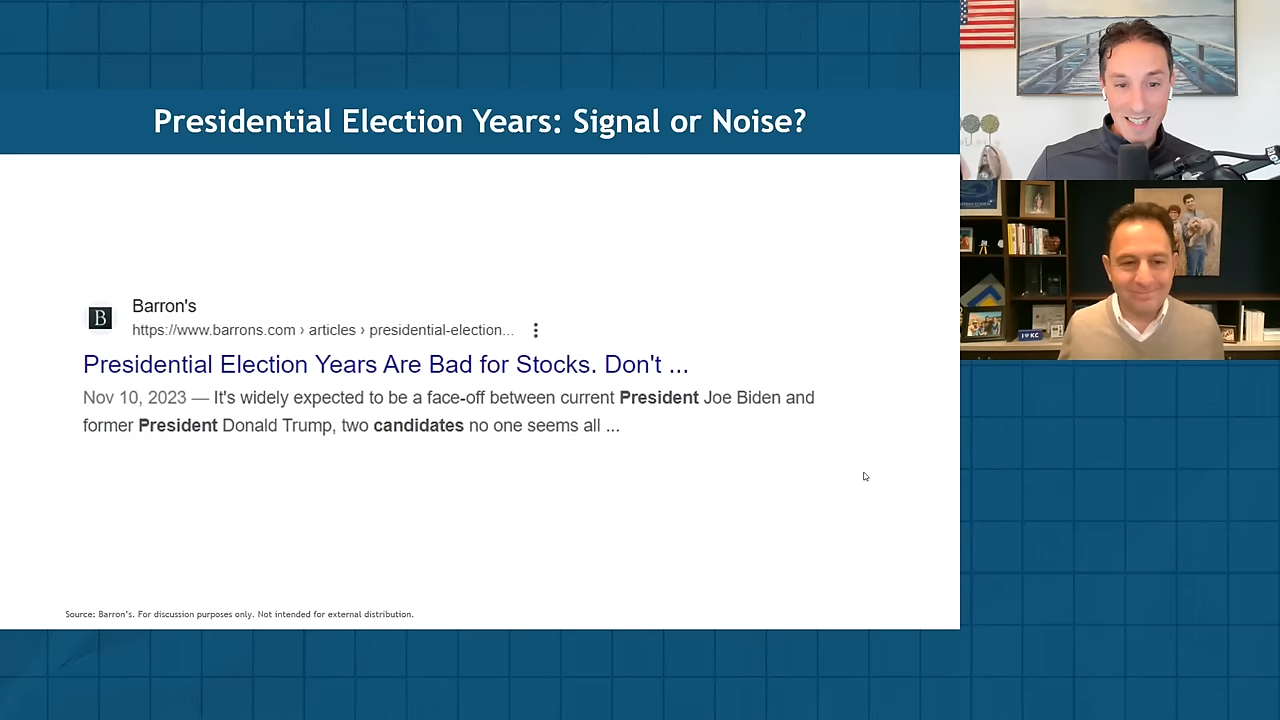 Presidential Election Years: Signal or Noise?
B
Barron's
https://www.barrons.com › articles › presidential-election...
Presidential Election Years Are Bad for Stocks. Don't ...
Nov 10, 2023 — It's widely expected to be a face-off between current President Joe Biden and
former President Donald Trump, two candidates no one seems all ...
Source: Barron's. For discussion purposes only. Not intended for external distribution.
I ♥ KC